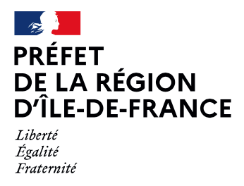 PRÉFET
DE LA RÉGION
D'ÎLE-DE-FRANCE
Liberté
Égalité
Fraternité